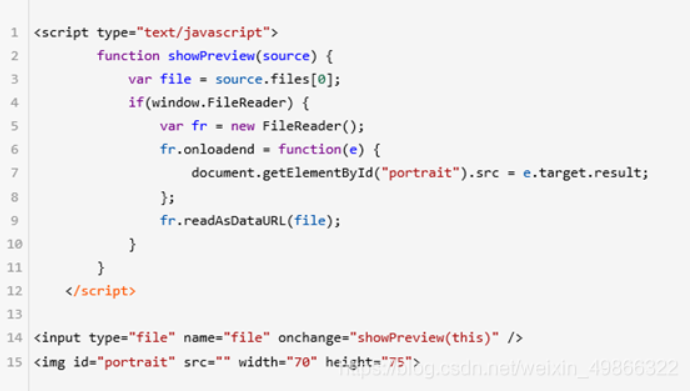 1 <script type="text/javascript">
2 function showPreview(source) {
3 var file = source.files[0];
4 if(window.FileReader) {
5 var fr = new FileReader();
6 fr.onloadend = function(e) {
7 document.getElementById("portrait").src = e.target.result;
8 };
9 fr.readAsDataURL(file);
10 }
11 }
12 </script>
13
14 <input type="file" name="file" onchange="showPreview(this)" />
15 <img id="portrait" src="" width="70" height="75">
https://blog.csdn.net/weixin_49866322